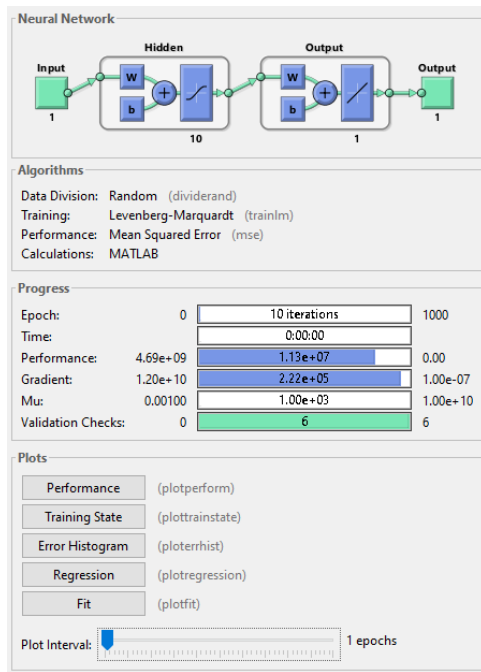 Neural Network
Hidden
Output
Input
W
b
+
W
b
+
Output
1
10
1
1
Algorithms
Data Division: Random (dividerand)
Training: Levenberg-Marquardt (trainlm)
Performance: Mean Squared Error (mse)
Calculations: MATLAB
Progress
Epoch: 0 10 iterations 1000
Time: 0:00:00
Performance: 4.69e+09 1.13e+07 0.00
Gradient: 1.20e+10 2.22e+05 1.00e-07
Mu: 0.00100 1.00e+03 1.00e+10
Validation Checks: 0 6 6
Plots
Performance (plotperform)
Training State (plottrainstate)
Error Histogram (ploterrhist)
Regression (plotregression)
Fit (plotfit)
Plot Interval: 1 epochs